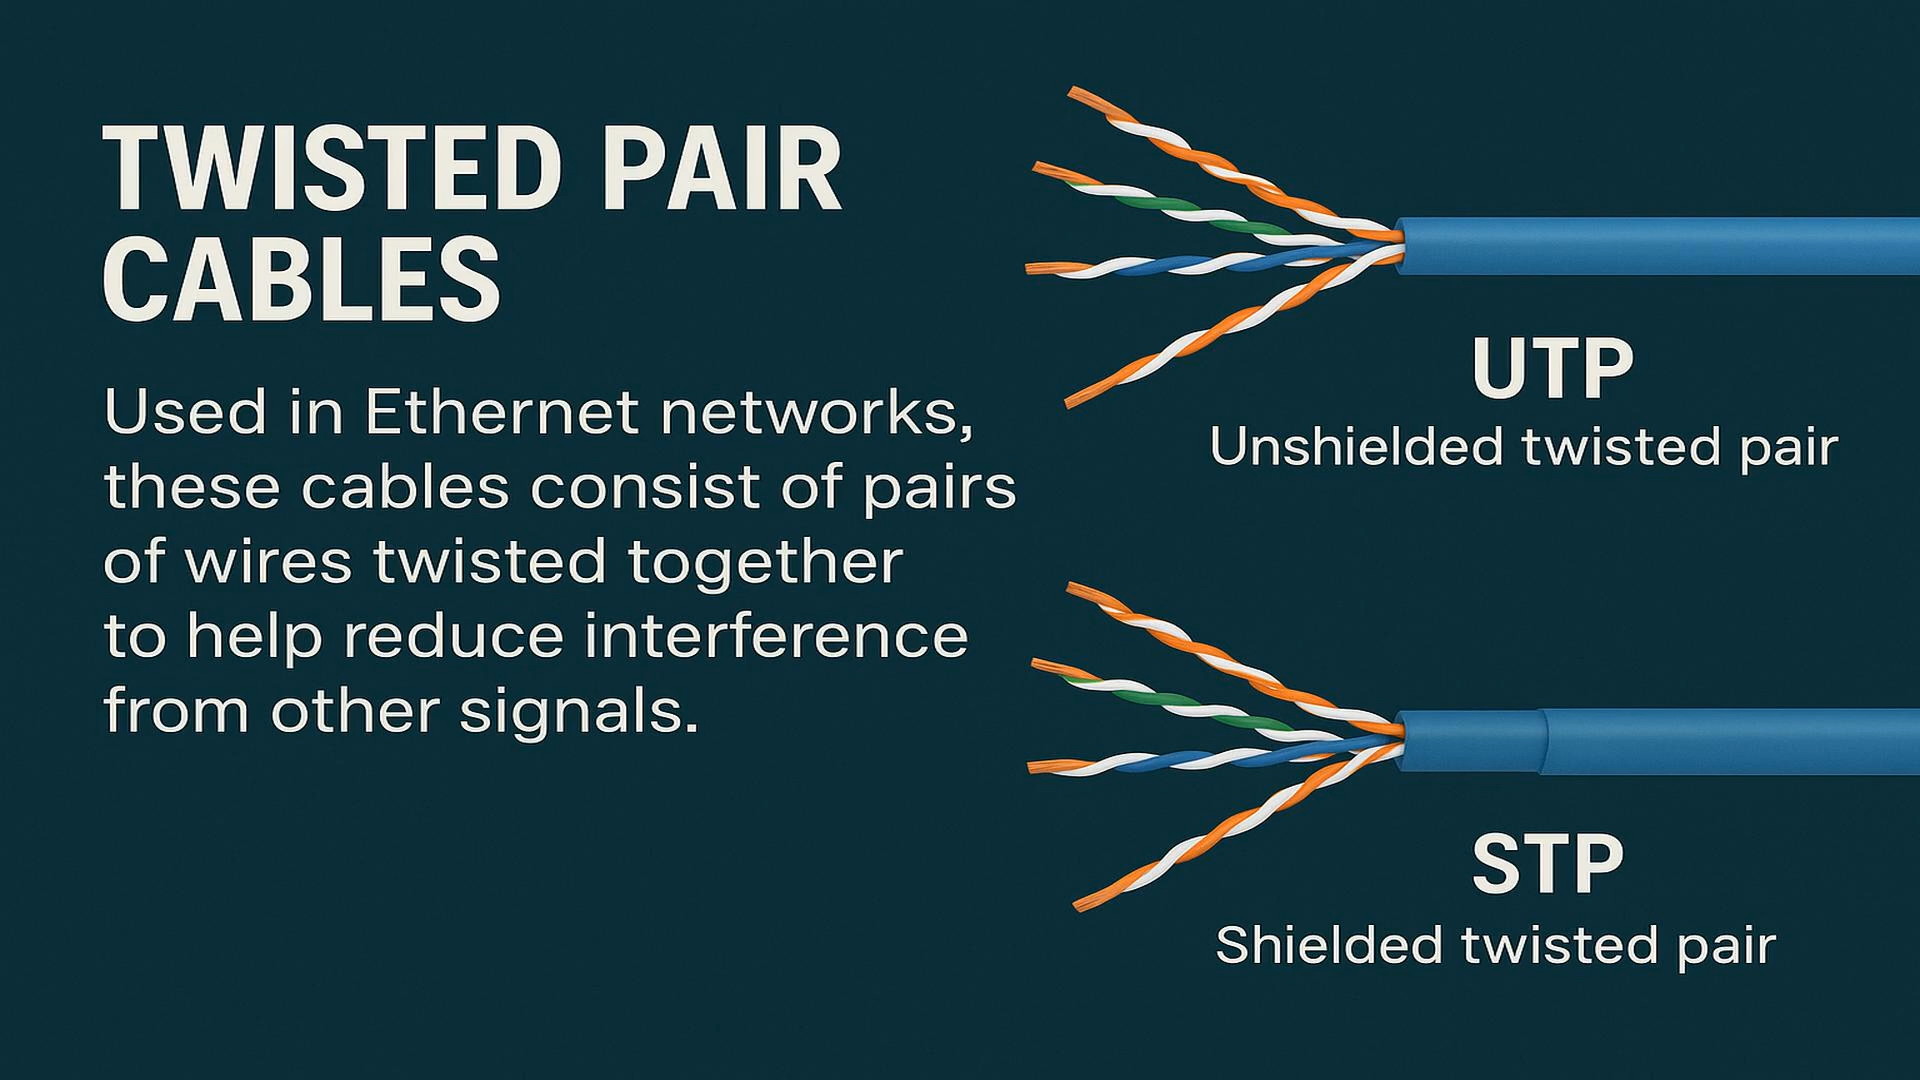 TWISTED PAIR
CABLES
Used in Ethernet networks,
these cables consist of pairs
of wires twisted together
to help reduce interference
from other signals.
UTP
Unshielded twisted pair
STP
Shielded twisted pair